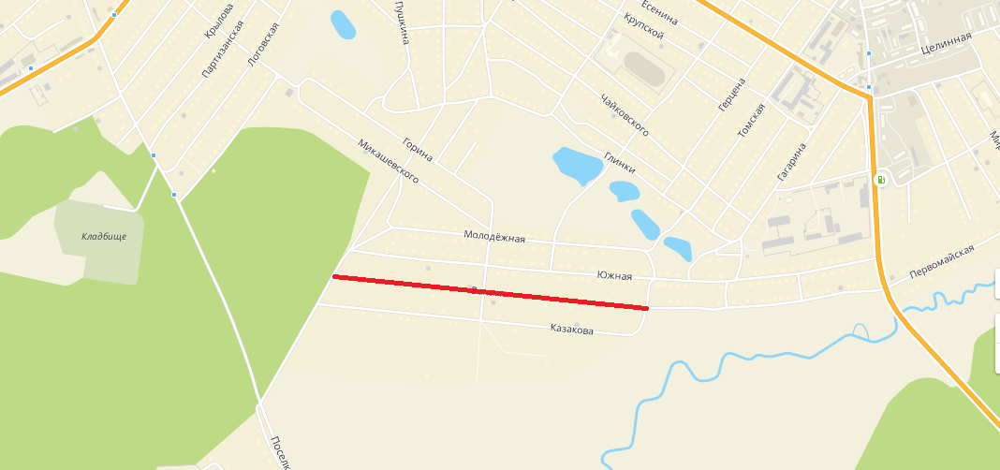 Пушкина
Есенина
Крылова
Крупской
Партизанская
Логовская
Целинная
Герцена
Чайковского
Томская
Горина
Микашевского
Глинки
Гагарина
Кладбище
Молодёжная
Первомайская
Южная
Казакова